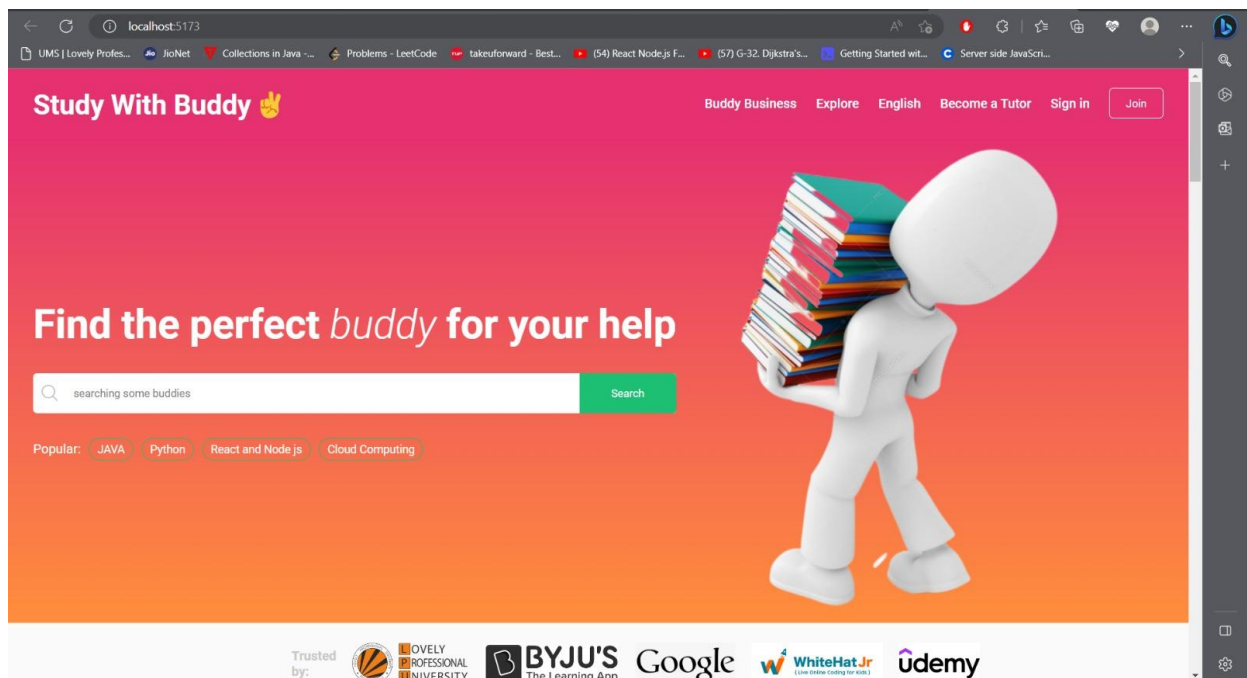 localhost:5173
UMS | Lovely Profes... JioNet Collections in Java -... Problems - LeetCode takeuforward - Best... (54) React Node,js F... (57) G-32. Dijkstra's... Getting Started wit... Server side JavaScri...
Study With Buddy Buddy Business Explore English Become a Tutor Sign in Join
Find the perfect buddy for your help
searching some buddies Search
Popular: JAVA Python React and Node js Cloud Computing
Trusted by: LOVELY PROFESSIONAL UNIVERSITY BYJU'S The Learning App Google WhiteHat Jr (Live Online Coding for Kids) ûdemy